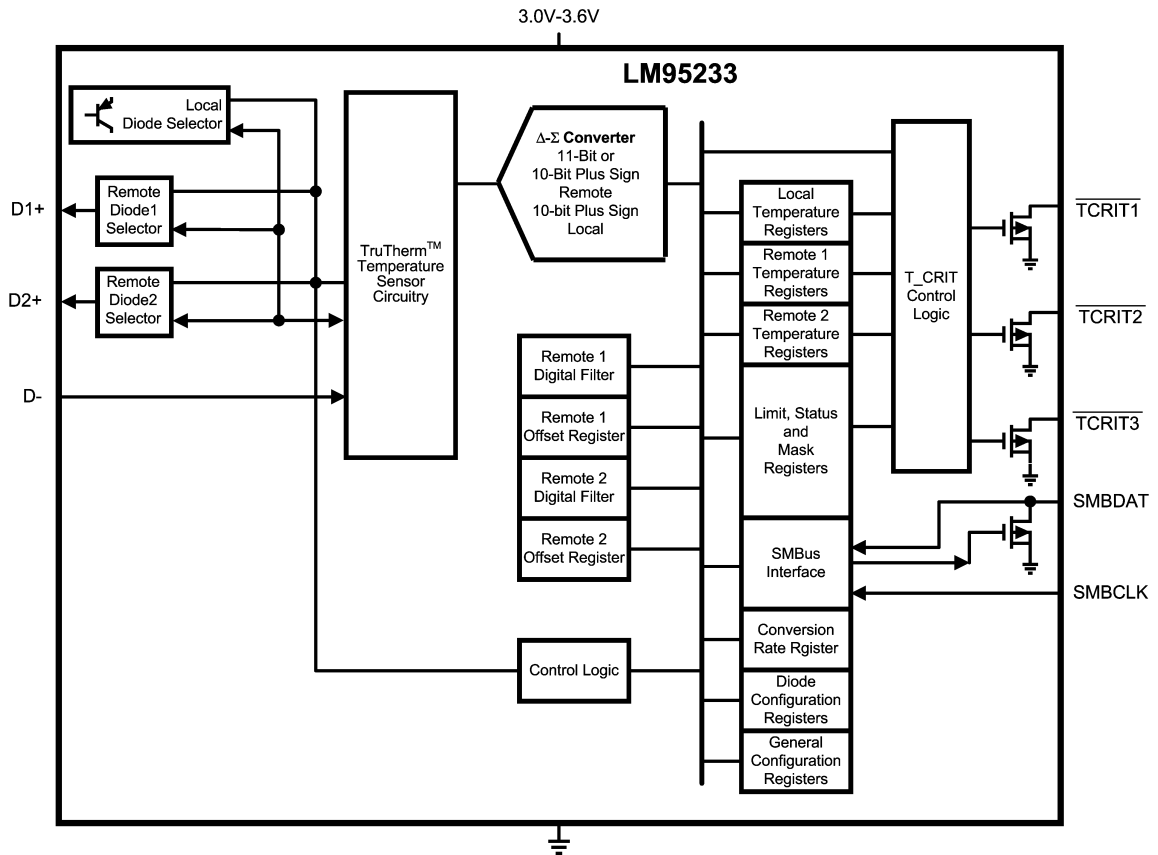 3.0V-3.6V
LM95233
Local
Diode Selector
Remote
Diode1
Selector
Remote
Diode2
Selector
D1+
D2+
D-
TruTherm™
Temperature
Sensor
Circuitry
Δ-Σ Converter
11-Bit or
10-Bit Plus Sign
Remote
10-bit Plus Sign
Local
Remote 1
Digital Filter
Remote 1
Offset Register
Remote 2
Digital Filter
Remote 2
Offset Register
Control Logic
Local
Temperature
Registers
Remote 1
Temperature
Registers
Remote 2
Temperature
Registers
Limit, Status
and
Mask
Registers
SMBus
Interface
Conversion
Rate Rgister
Diode
Configuration
Registers
General
Configuration
Registers
T_CRIT
Control
Logic
TCRIT1
TCRIT2
TCRIT3
SMBDAT
SMBCLK